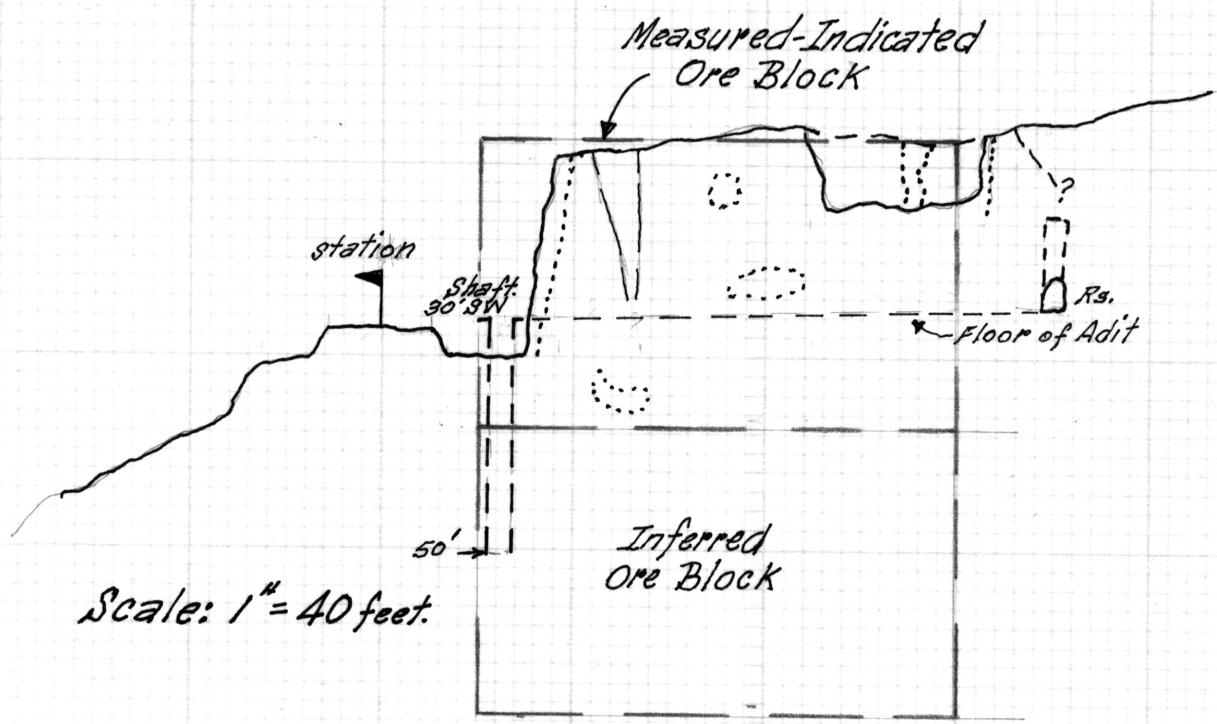 Measured-Indicated
Ore Block
station
Shaft
30' SW
?
Rs.
Floor of Adit
50'
Inferred
Ore Block
Scale: 1" = 40 feet.